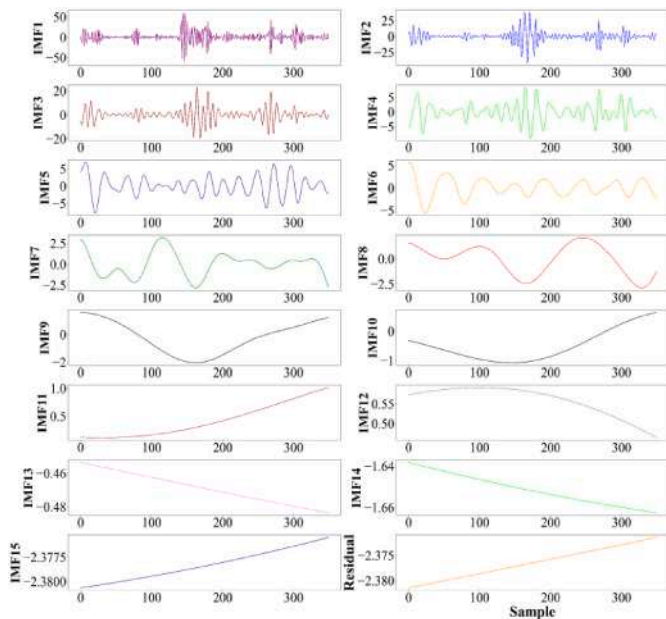 IMF1 50 0 −50 0 100 200 300
IMF2 25 0 −25 0 100 200 300
IMF3 20 0 −20 0 100 200 300
IMF4 5 0 −5 0 100 200 300
IMF5 5 0 −5 0 100 200 300
IMF6 5 0 −5 0 100 200 300
IMF7 2.5 0.0 −2.5 0 100 200 300
IMF8 0.0 −2.5 0 100 200 300
IMF9 0 −2 0 100 200 300
IMF10 0 −1 0 100 200 300
IMF11 1.0 0.5 0 100 200 300
IMF12 0.55 0.50 0 100 200 300
IMF13 −0.46 −0.48 0 100 200 300
IMF14 −1.64 −1.66 0 100 200 300
IMF15 −2.3775 −2.3800 0 100 200 300
Residual −2.375 −2.380 0 100 200 300
Sample